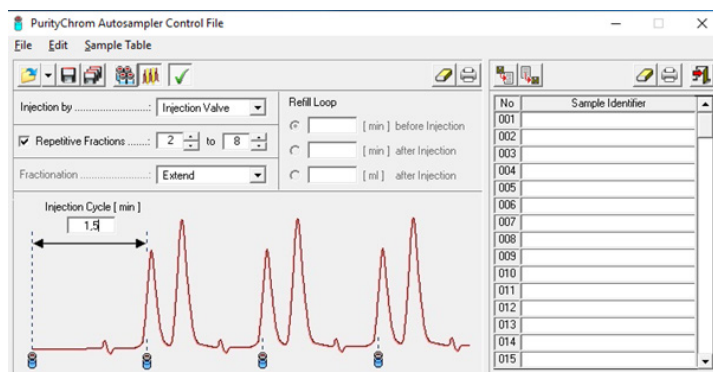 PurityChrom Autosampler Control File
File Edit Sample Table
Injection by ........................: Injection Valve
Repetitive Fractions ......: 2 to 8
Fractionation ......................: Extend
Refill Loop
[ min ] before Injection
[ min ] after Injection
[ ml ] after Injection
Injection Cycle [ min ]
1,5
No Sample Identifier
001
002
003
004
005
006
007
008
009
010
011
012
013
014
015